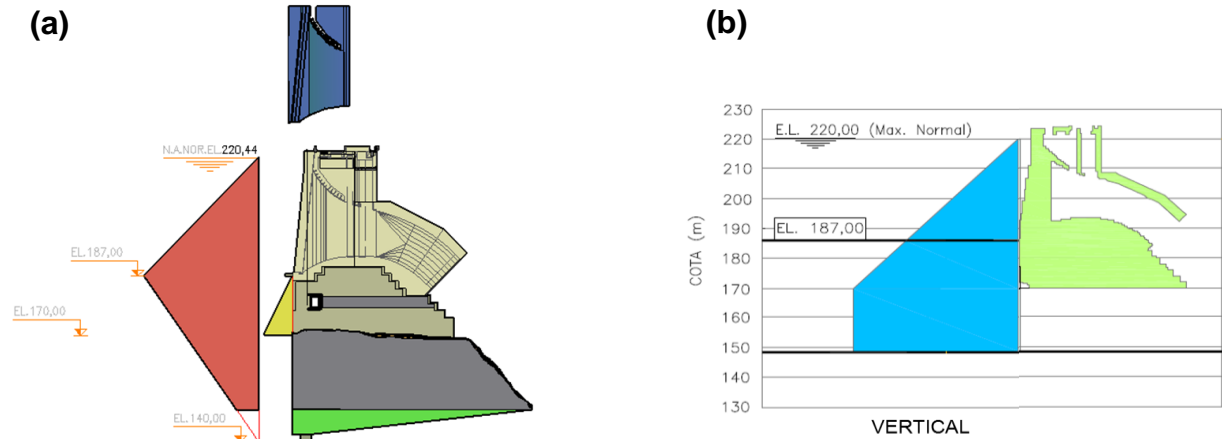 (a)
N.A.NOR.EL.220,44
EL.187,00
EL.170,00
EL.140,00
(b)
230
220
210
200
190
180
170
160
150
140
130
COTA (m)
E.L. 220,00 (Max. Normal)
EL. 187,00
VERTICAL